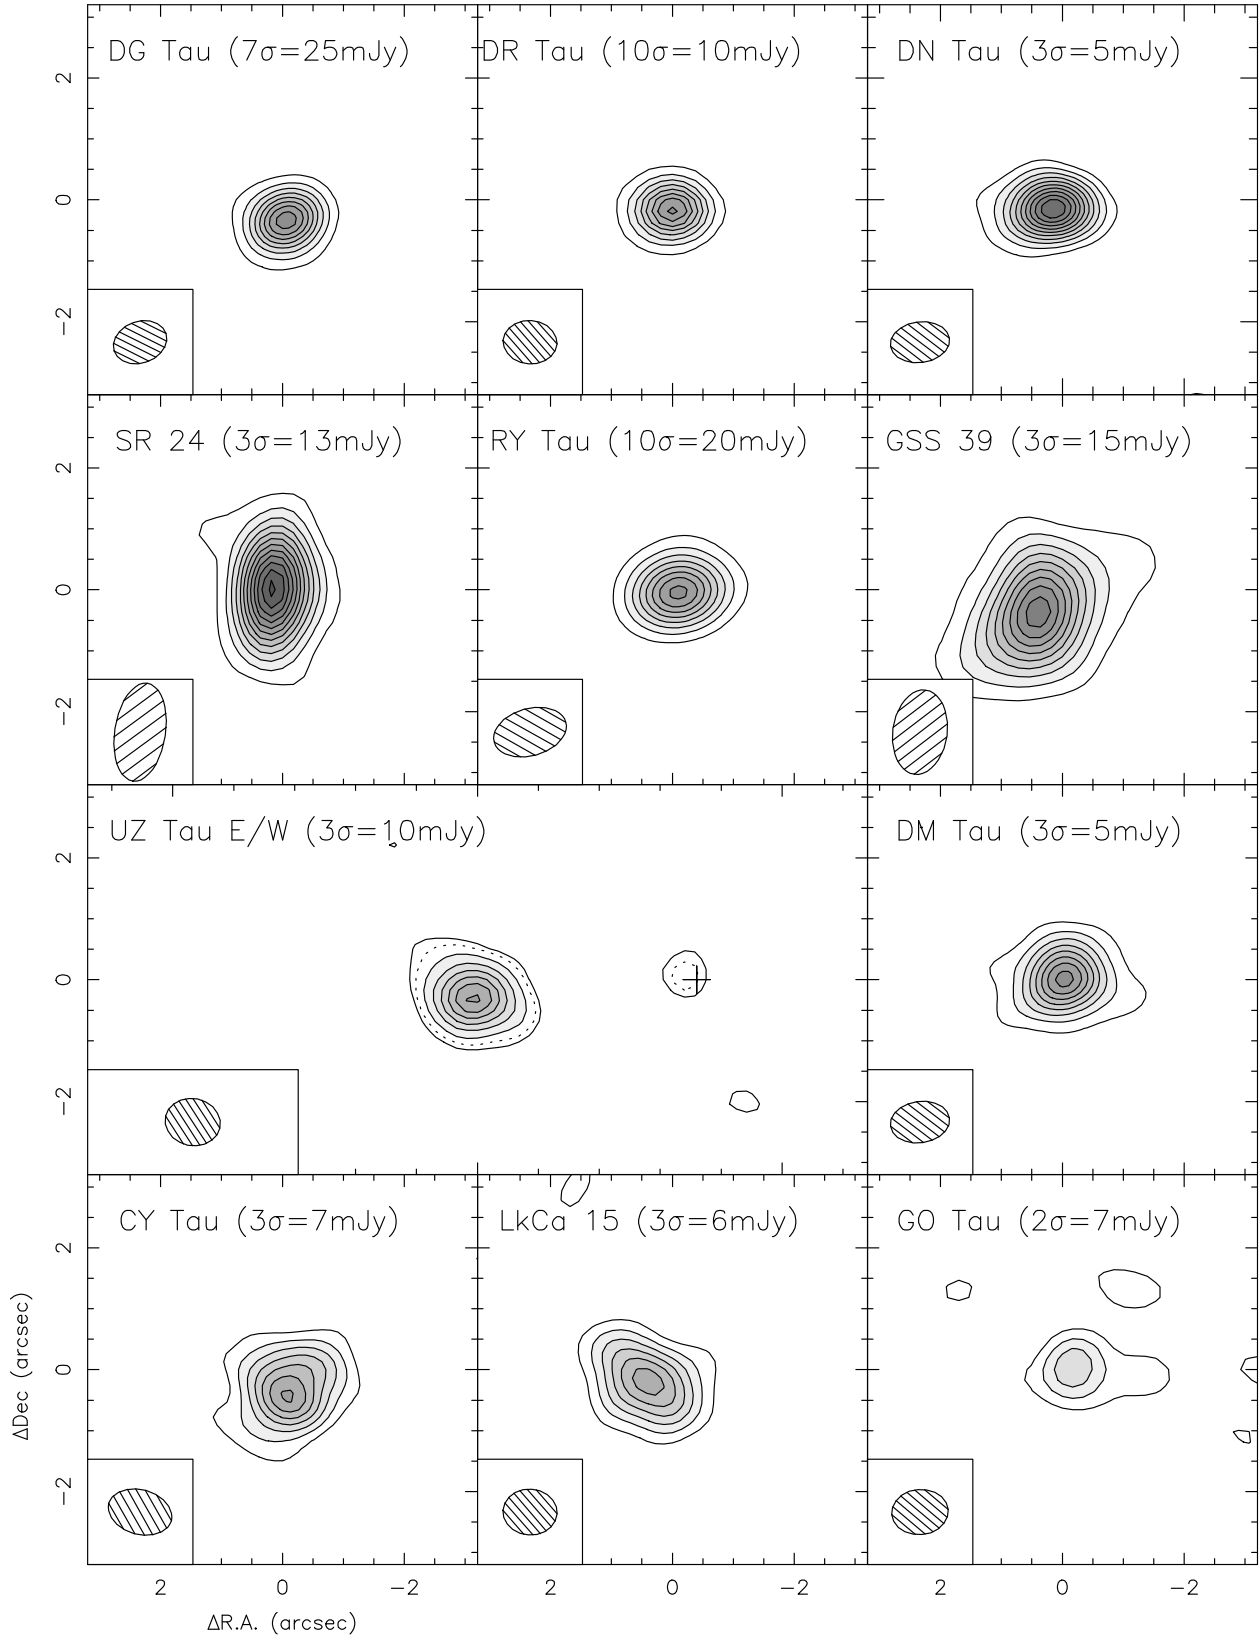 DG Tau (7σ=25mJy) DR Tau (10σ=10mJy) DN Tau (3σ=5mJy)
2
0
−2
SR 24 (3σ=13mJy) RY Tau (10σ=20mJy) GSS 39 (3σ=15mJy)
2
0
−2
UZ Tau E/W (3σ=10mJy) DM Tau (3σ=5mJy)
2
0
−2
CY Tau (3σ=7mJy) LkCa 15 (3σ=6mJy) GO Tau (2σ=7mJy)
2
0
−2
ΔDec (arcsec)
2 0 −2 2 0 −2 2 0 −2
ΔR.A. (arcsec)